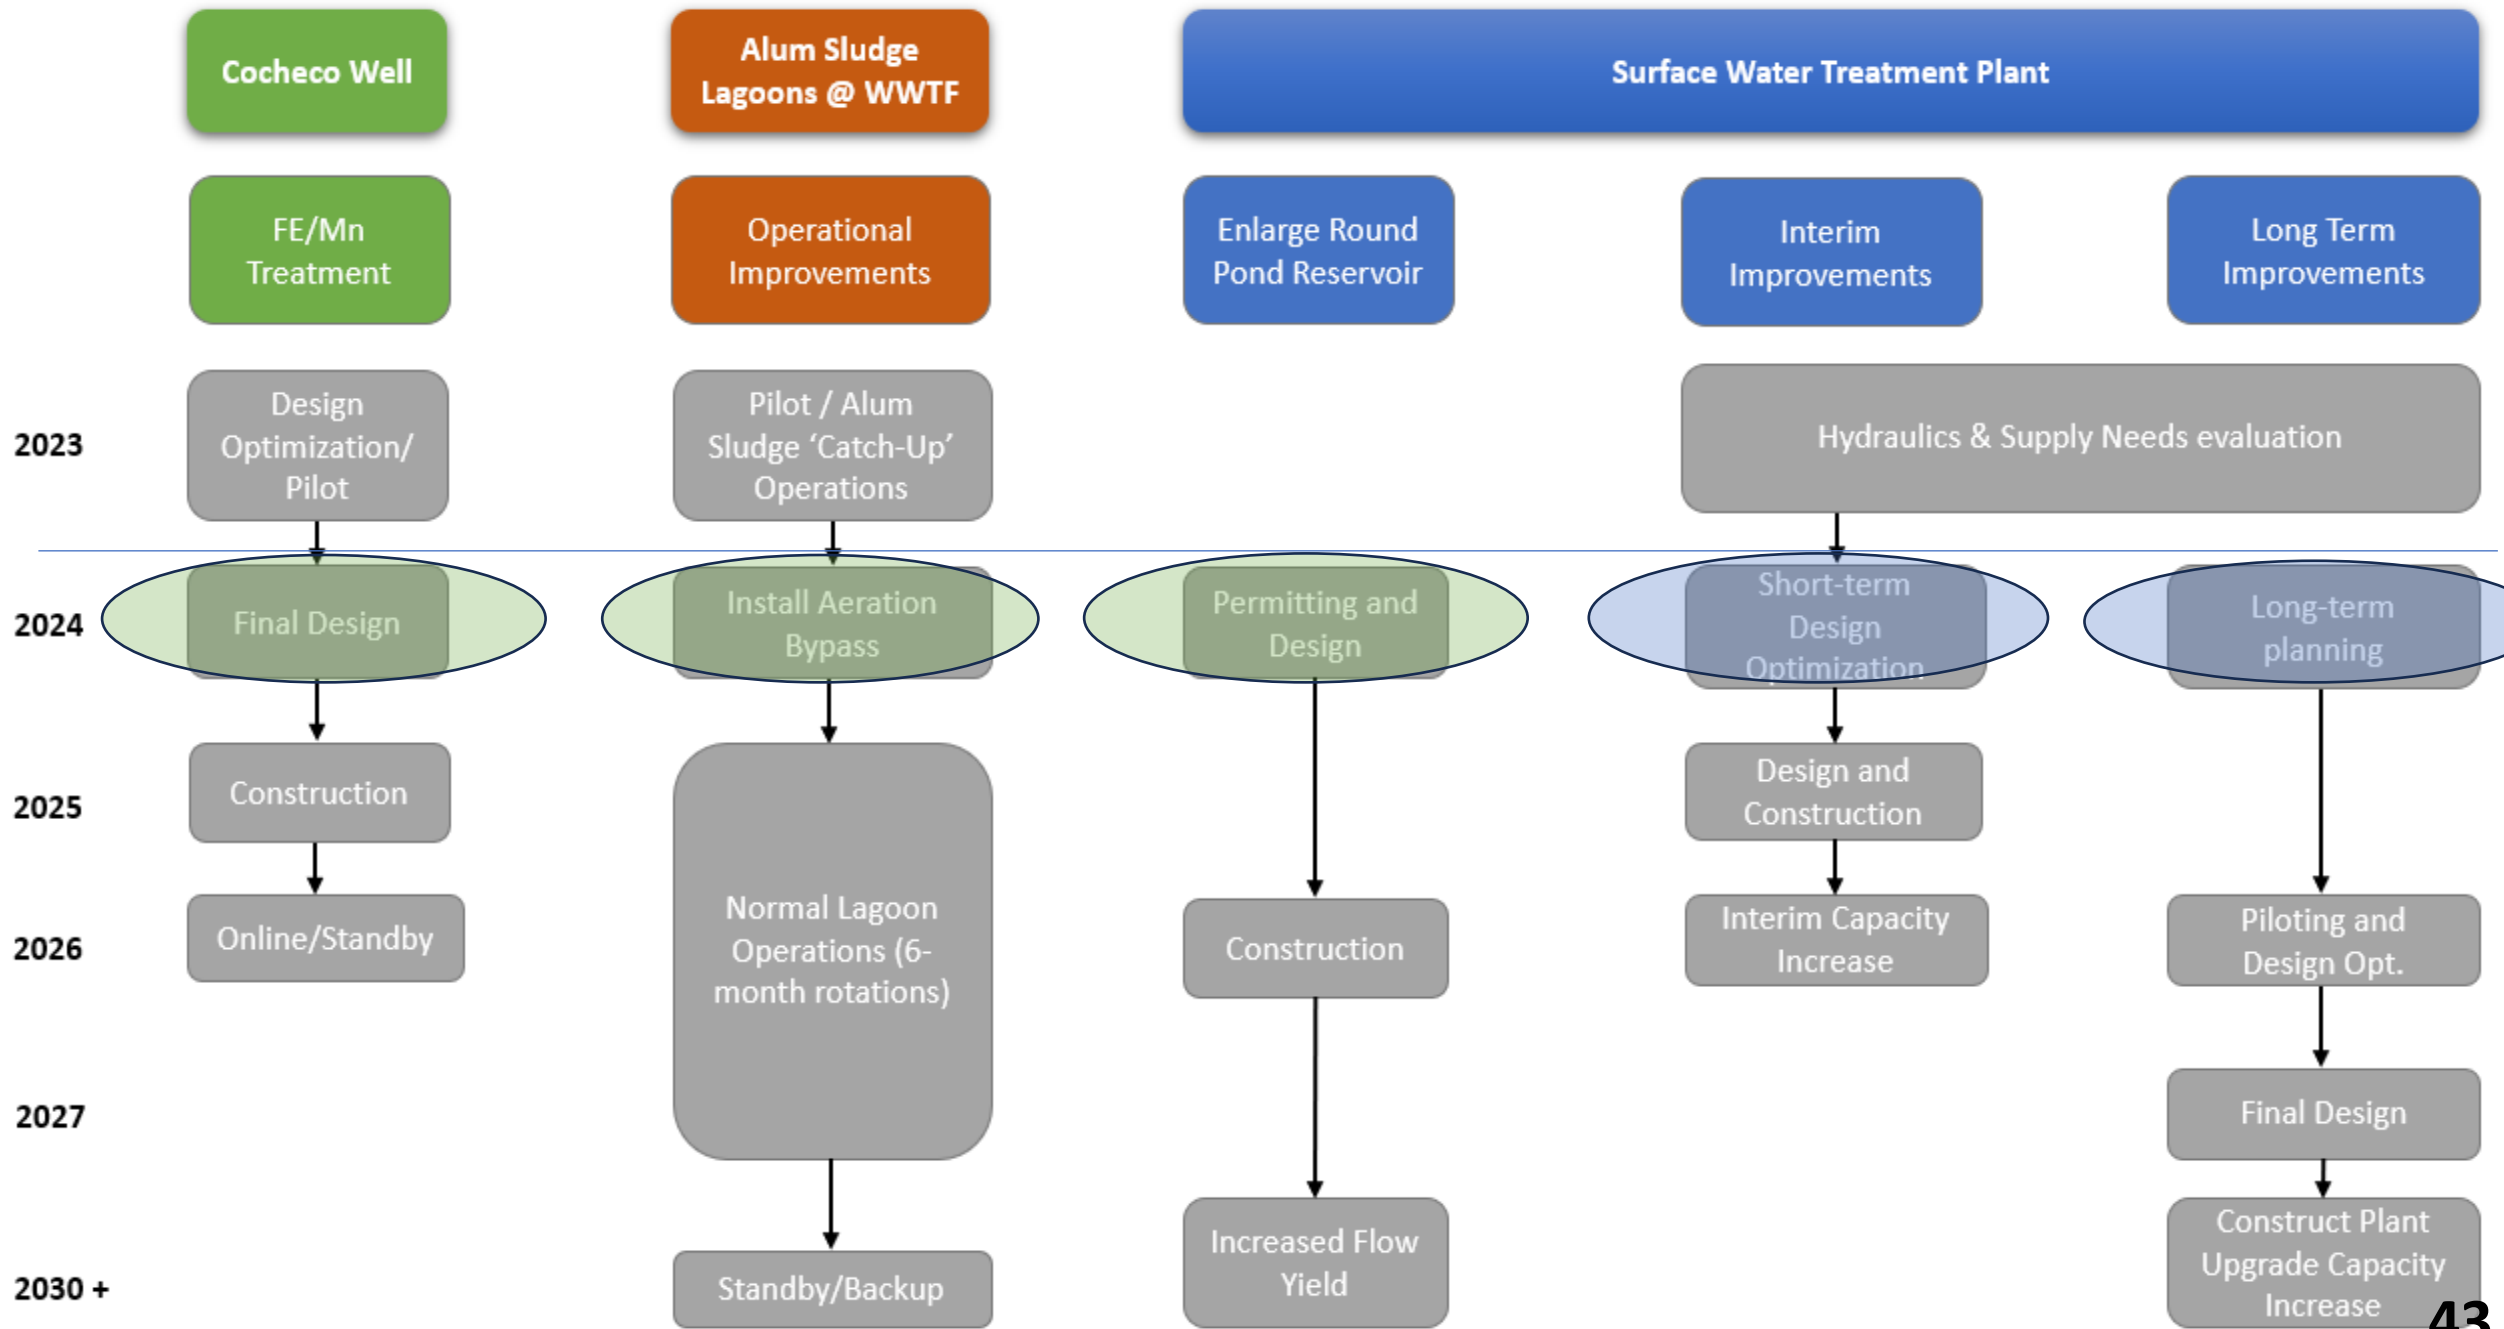 Cocheco Well
Alum Sludge
Lagoons @ WWTF
Surface Water Treatment Plant
FE/Mn
Treatment
Operational
Improvements
Enlarge Round
Pond Reservoir
Interim
Improvements
Long Term
Improvements
2023
Design
Optimization/
Pilot
Pilot / Alum
Sludge ‘Catch-Up’
Operations
Hydraulics & Supply Needs evaluation
2024
Final Design
Install Aeration
Bypass
Permitting and
Design
Short-term
Design
Optimization
Long-term
planning
2025
Construction
Normal Lagoon
Operations (6-
month rotations)
Design and
Construction
2026
Online/Standby
Construction
Interim Capacity
Increase
Piloting and
Design Opt.
2027
Final Design
2030 +
Standby/Backup
Increased Flow
Yield
Construct Plant
Upgrade Capacity
Increase
43